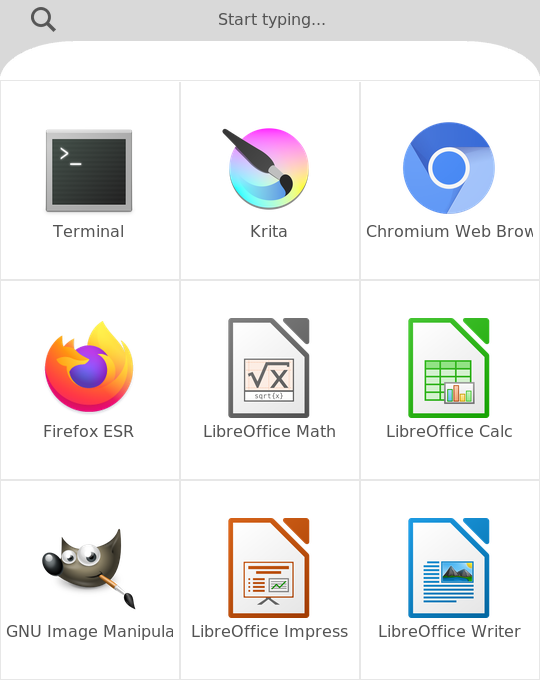 Start typing...
>_
Terminal
Krita
Chromium Web Brow
Firefox ESR
√x
sqrt{x}
LibreOffice Math
LibreOffice Calc
GNU Image Manipula
LibreOffice Impress
LibreOffice Writer